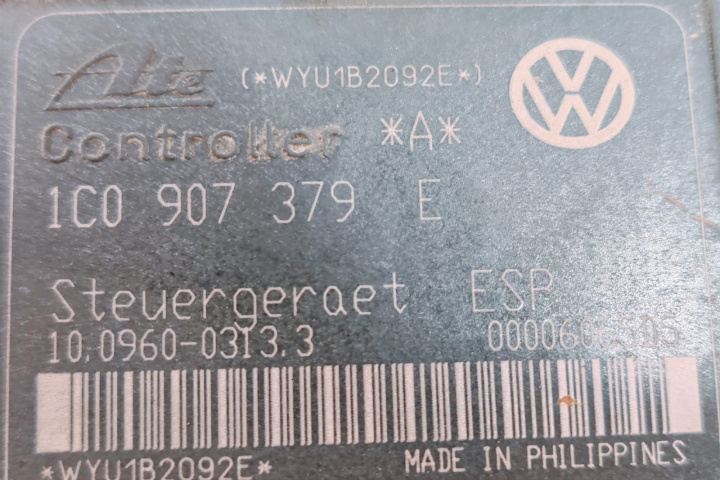 Ate (*WYU1B2092E*)
Controller *A*
1C0 907 379 E
Steuergeraet ESP
10.0960-0313.3
*WYU1B2092E* MADE IN PHILIPPINES